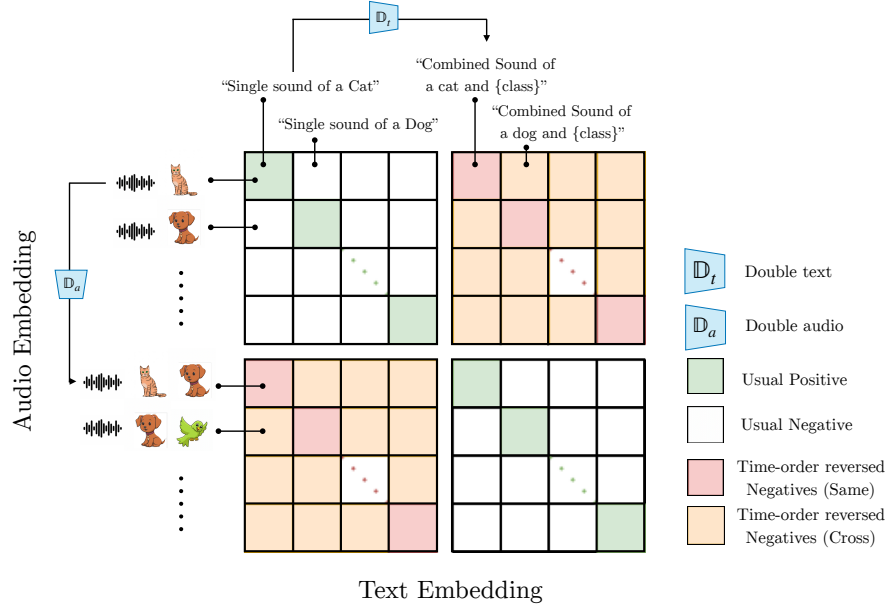 𝔻t
“Combined Sound of
a cat and {class}”
“Single sound of a Cat”
“Combined Sound of
a dog and {class}”
“Single sound of a Dog”
Audio Embedding
𝔻a
𝔻t Double text
𝔻a Double audio
Usual Positive
Usual Negative
Time-order reversed
Negatives (Same)
Time-order reversed
Negatives (Cross)
Text Embedding